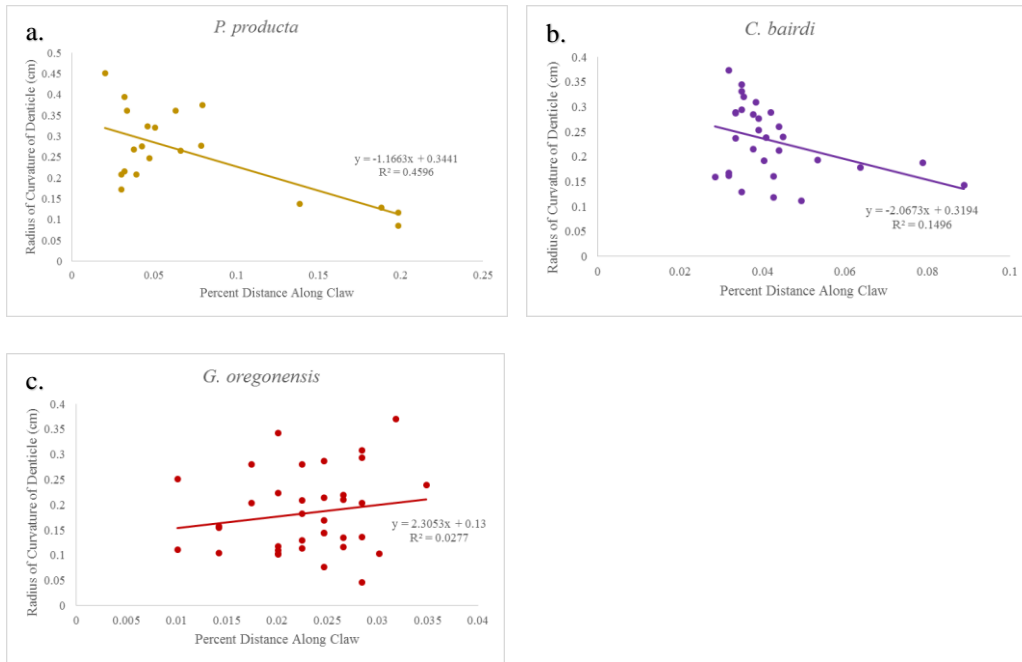 a.
P. producta
Radius of Curvature of Denticle (cm)
0.5
0.45
0.4
0.35
0.3
0.25
0.2
0.15
0.1
0.05
0
y = -1.1663x + 0.3441
R² = 0.4596
0
0.05
0.1
0.15
0.2
0.25
Percent Distance Along Claw
b.
C. bairdi
Radius of Curvature of Denticle (cm)
0.4
0.35
0.3
0.25
0.2
0.15
0.1
0.05
0
y = -2.0673x + 0.3194
R² = 0.1496
0
0.02
0.04
0.06
0.08
0.1
Percent Distance Along Claw
c.
G. oregonensis
Radius of Curvature of Denticle (cm)
0.4
0.35
0.3
0.25
0.2
0.15
0.1
0.05
0
y = 2.3053x + 0.13
R² = 0.0277
0
0.005
0.01
0.015
0.02
0.025
0.03
0.035
0.04
Percent Distance Along Claw